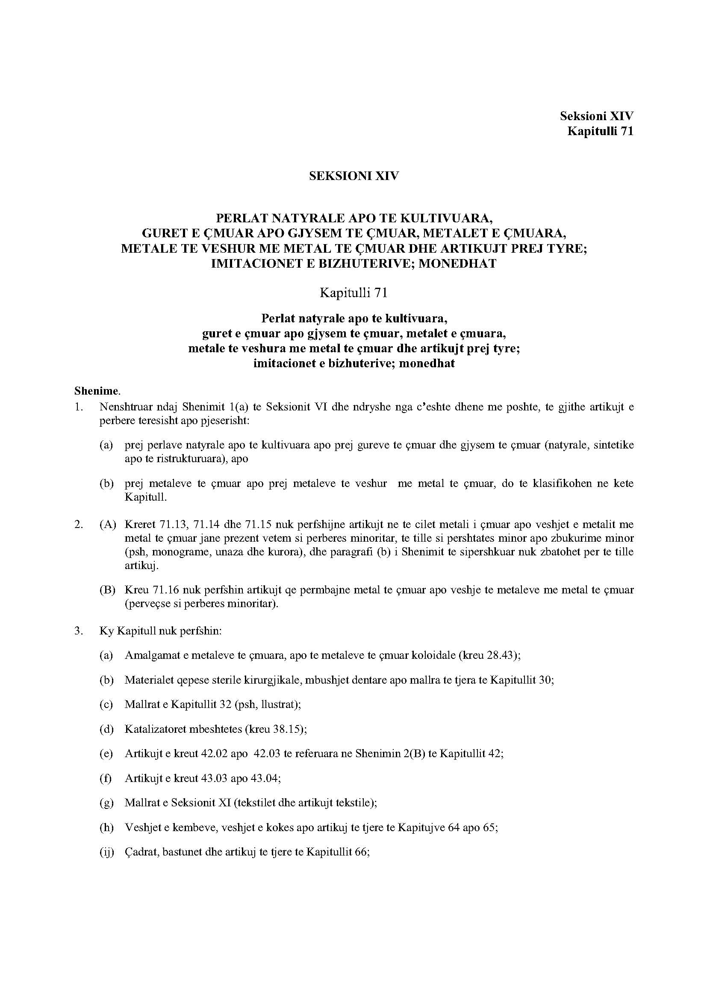 Seksioni XIV
Kapitulli 71
SEKSIONI XIV
PERLAT NATYRALE APO TE KULTIVUARA,
GURET E ÇMUAR APO GJYSEM TE ÇMUAR, METALET E ÇMUARA,
METALE TE VESHUR ME METAL TE ÇMUAR DHE ARTIKUJT PREJ TYRE;
IMITACIONET E BIZHUTERIVE; MONEDHAT
Kapitulli 71
Perlat natyrale apo te kultivuara,
guret e çmuar apo gjysem te çmuar, metalet e çmuara,
metale te veshura me metal te çmuar dhe artikujt prej tyre;
imitacionet e bizhuterive; monedhat
Shenime.
1. Nenshtruar ndaj Shenimit 1(a) te Seksionit VI dhe ndryshe nga c’eshte dhene me poshte, te gjithe artikujt e
perbere teresisht apo pjeserisht:
(a) prej perlave natyrale apo te kultivuara apo prej gureve te çmuar dhe gjysem te çmuar (natyrale, sintetike
apo te ristrukturuara), apo
(b) prej metaleve te çmuar apo prej metaleve te veshur me metal te çmuar, do te klasifikohen ne kete
Kapitull.
2. (A) Kreret 71.13, 71.14 dhe 71.15 nuk perfshijne artikujt ne te cilet metali i çmuar apo veshjet e metalit me
metal te çmuar jane prezent vetem si perberes minoritar, te tille si pershtates minor apo zbukurime minor
(psh, monograme, unaza dhe kurora), dhe paragrafi (b) i Shenimit te sipershkuar nuk zbatohet per te tille
artikuj.
(B) Kreu 71.16 nuk perfshin artikujt qe permbajne metal te çmuar apo veshje te metaleve me metal te çmuar
(perveçse si perberes minoritar).
3. Ky Kapitull nuk perfshin:
(a) Amalgamat e metaleve te çmuara, apo te metaleve te çmuar koloidale (kreu 28.43);
(b) Materialet qepese sterile kirurgjikale, mbushjet dentare apo mallra te tjera te Kapitullit 30;
(c) Mallrat e Kapitullit 32 (psh, llustrat);
(d) Katalizatoret mbeshtetes (kreu 38.15);
(e) Artikujt e kreut 42.02 apo 42.03 te referuara ne Shenimin 2(B) te Kapitullit 42;
(f) Artikujt e kreut 43.03 apo 43.04;
(g) Mallrat e Seksionit XI (tekstilet dhe artikujt tekstile);
(h) Veshjet e kembeve, veshjet e kokes apo artikuj te tjere te Kapitujve 64 apo 65;
(ij) Çadrat, bastunet dhe artikuj te tjere te Kapitullit 66;